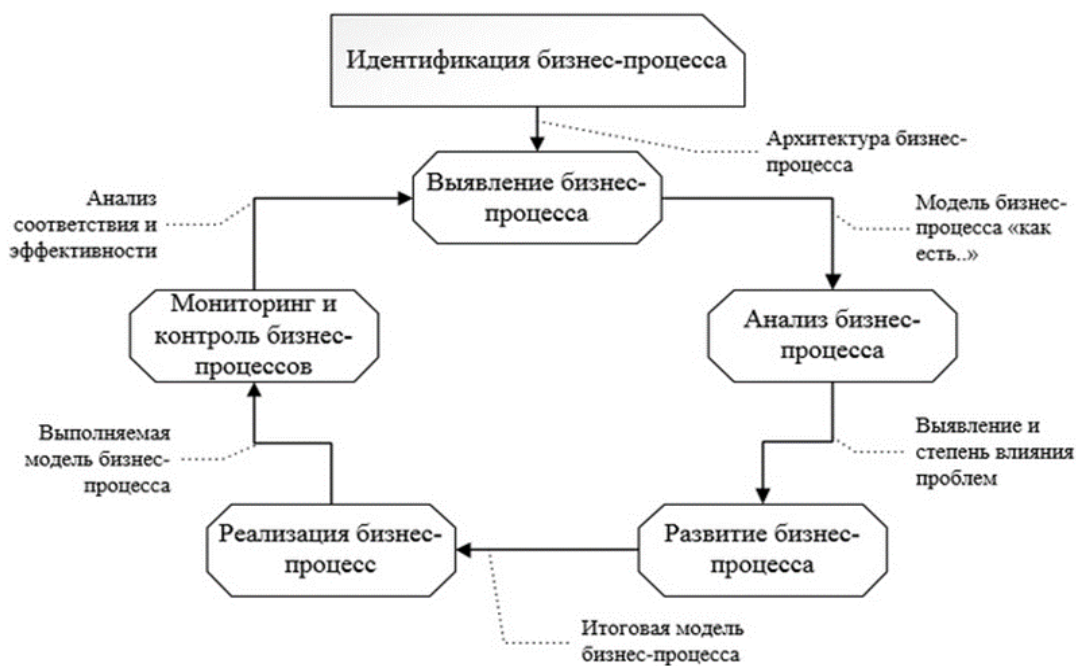 Идентификация бизнес-процесса
Архитектура бизнес-
процесса
Выявление бизнес-
процесса
Анализ
соответствия и
эффективности
Модель бизнес-
процесса «как
есть..»
Мониторинг и
контроль бизнес-
процессов
Анализ бизнес-
процесса
Выполняемая
модель бизнес-
процесса
Выявление и
степень влияния
проблем
Реализация бизнес-
процесс
Развитие бизнес-
процесса
Итоговая модель
бизнес-процесса